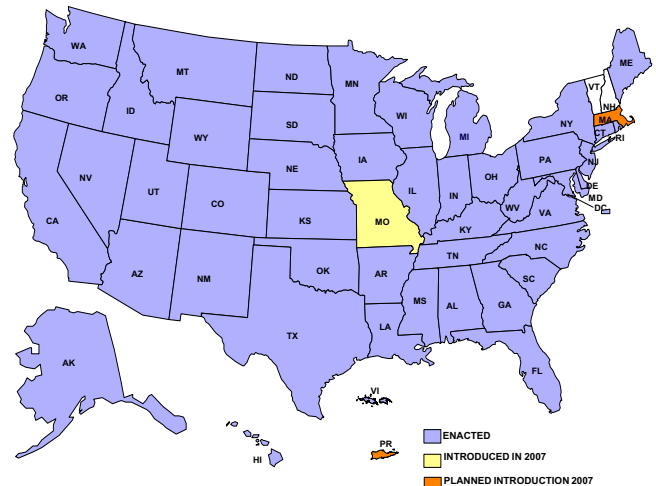 WA
MT
ND
MN
ME
VT
NH
OR
ID
SD
WI
MI
NY
MA
CT
RI
WY
IA
NE
PA
NJ
NV
UT
CO
IL
IN
OH
DE
MD
DC
CA
KS
MO
WV
VA
KY
NC
TN
AZ
NM
OK
AR
SC
MS
AL
GA
TX
LA
FL
AK
VI
HI
PR
ENACTED
INTRODUCED IN 2007
PLANNED INTRODUCTION 2007